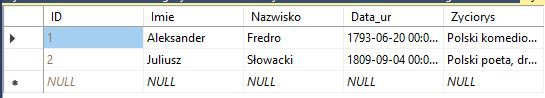 ID Imie Nazwisko Data_ur Zyciorys
1 Aleksander Fredro 1793-06-20 00:0... Polski komedio...
2 Juliusz Słowacki 1809-09-04 00:0... Polski poeta, dr...
NULL NULL NULL NULL NULL